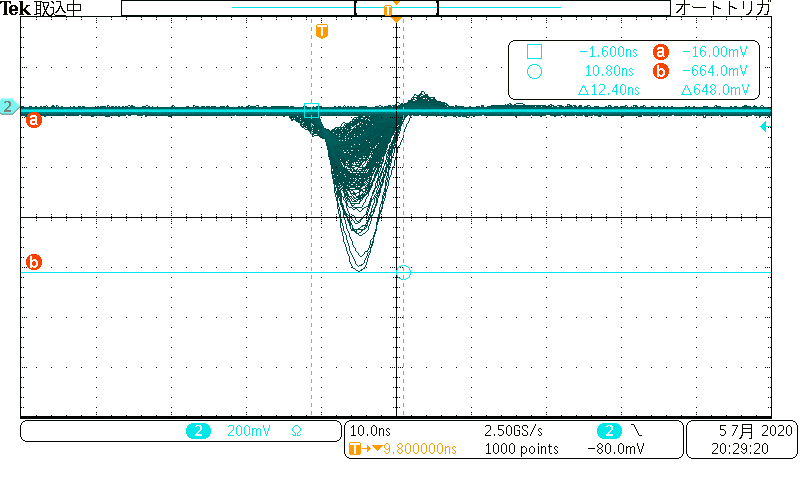 Tek 取込中 T オートトリガ
T
-1.600ns a -16.00mV
10.80ns b -664.0mV
Δ12.40ns Δ648.0mV
2
a
b
2 200mV Ω
10.0ns 2.50GS/s 2 -80.0mV
T→▼9.800000ns 1000 points
5 7月 2020
20:29:20